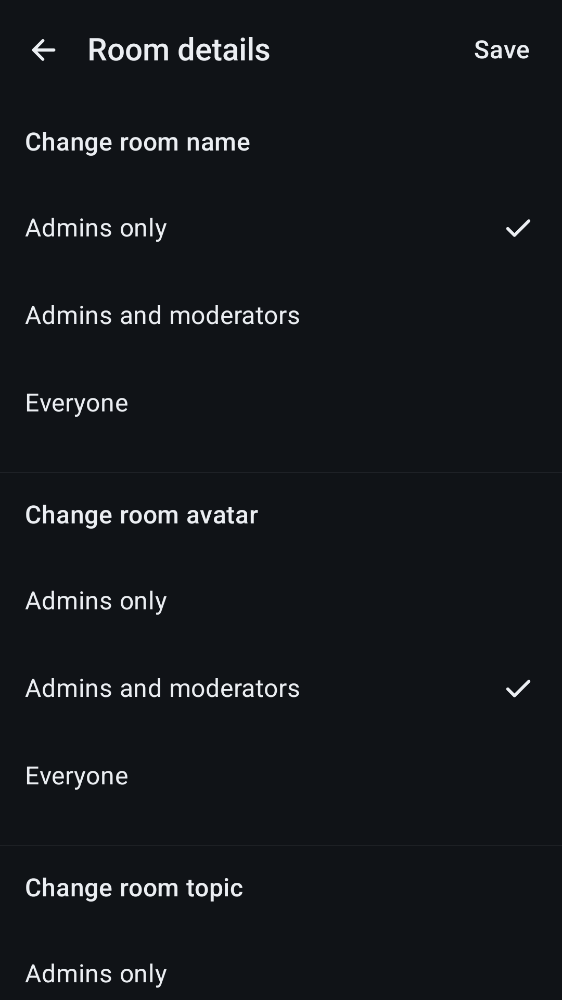 Room details
Save
Change room name
Admins only
Admins and moderators
Everyone
Change room avatar
Admins only
Admins and moderators
Everyone
Change room topic
Admins only